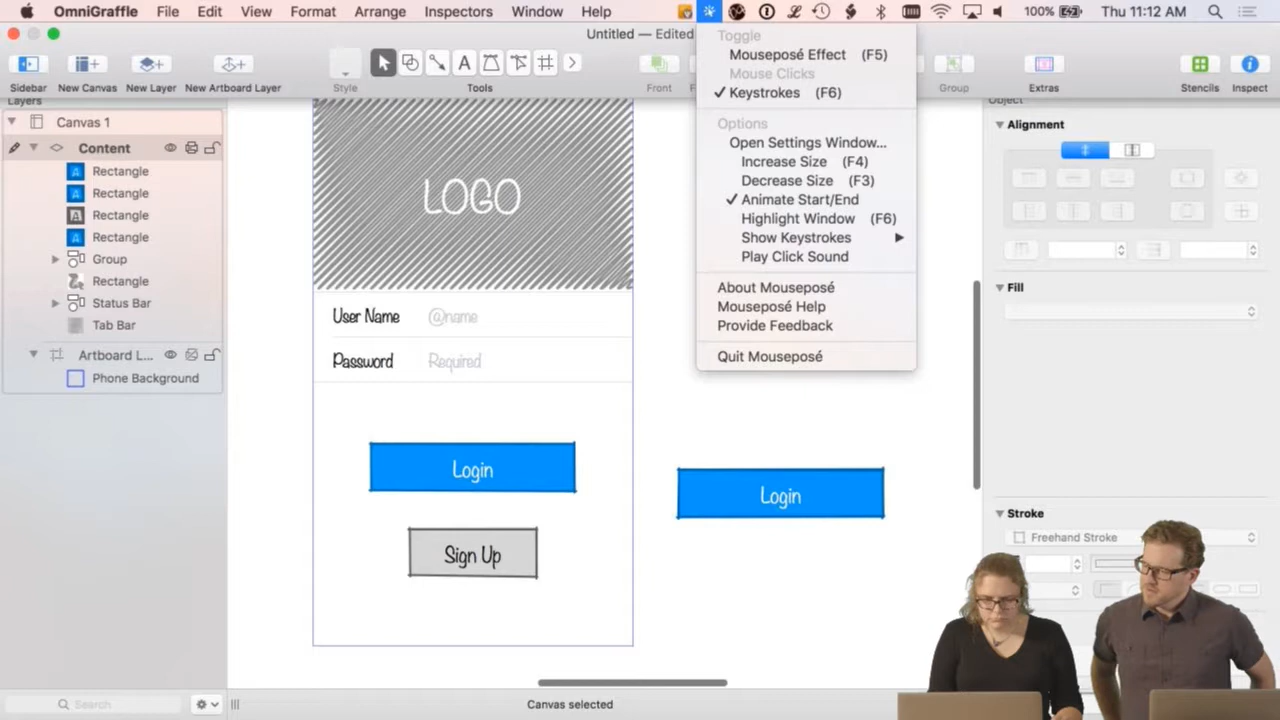 OmniGraffle File Edit View Format Arrange Inspectors Window Help 100% Thu 11:12 AM
Untitled — Edited
Sidebar New Canvas New Layer New Artboard Layer Style Tools Front Group Extras Stencils Inspect
Toggle
Mouseposé Effect (F5)
Mouse Clicks
✓ Keystrokes (F6)
Options
Open Settings Window...
Increase Size (F4)
Decrease Size (F3)
✓ Animate Start/End
Highlight Window (F6)
Show Keystrokes
Play Click Sound
About Mouseposé
Mouseposé Help
Provide Feedback
Quit Mouseposé
Layers
Canvas 1
Content
Rectangle
Rectangle
Rectangle
Rectangle
Group
Rectangle
Status Bar
Tab Bar
Artboard L...
Phone Background
LOGO
User Name @name
Password Required
Login
Sign Up
Login
Object
Alignment
Fill
Stroke
Freehand Stroke
Search
Canvas selected